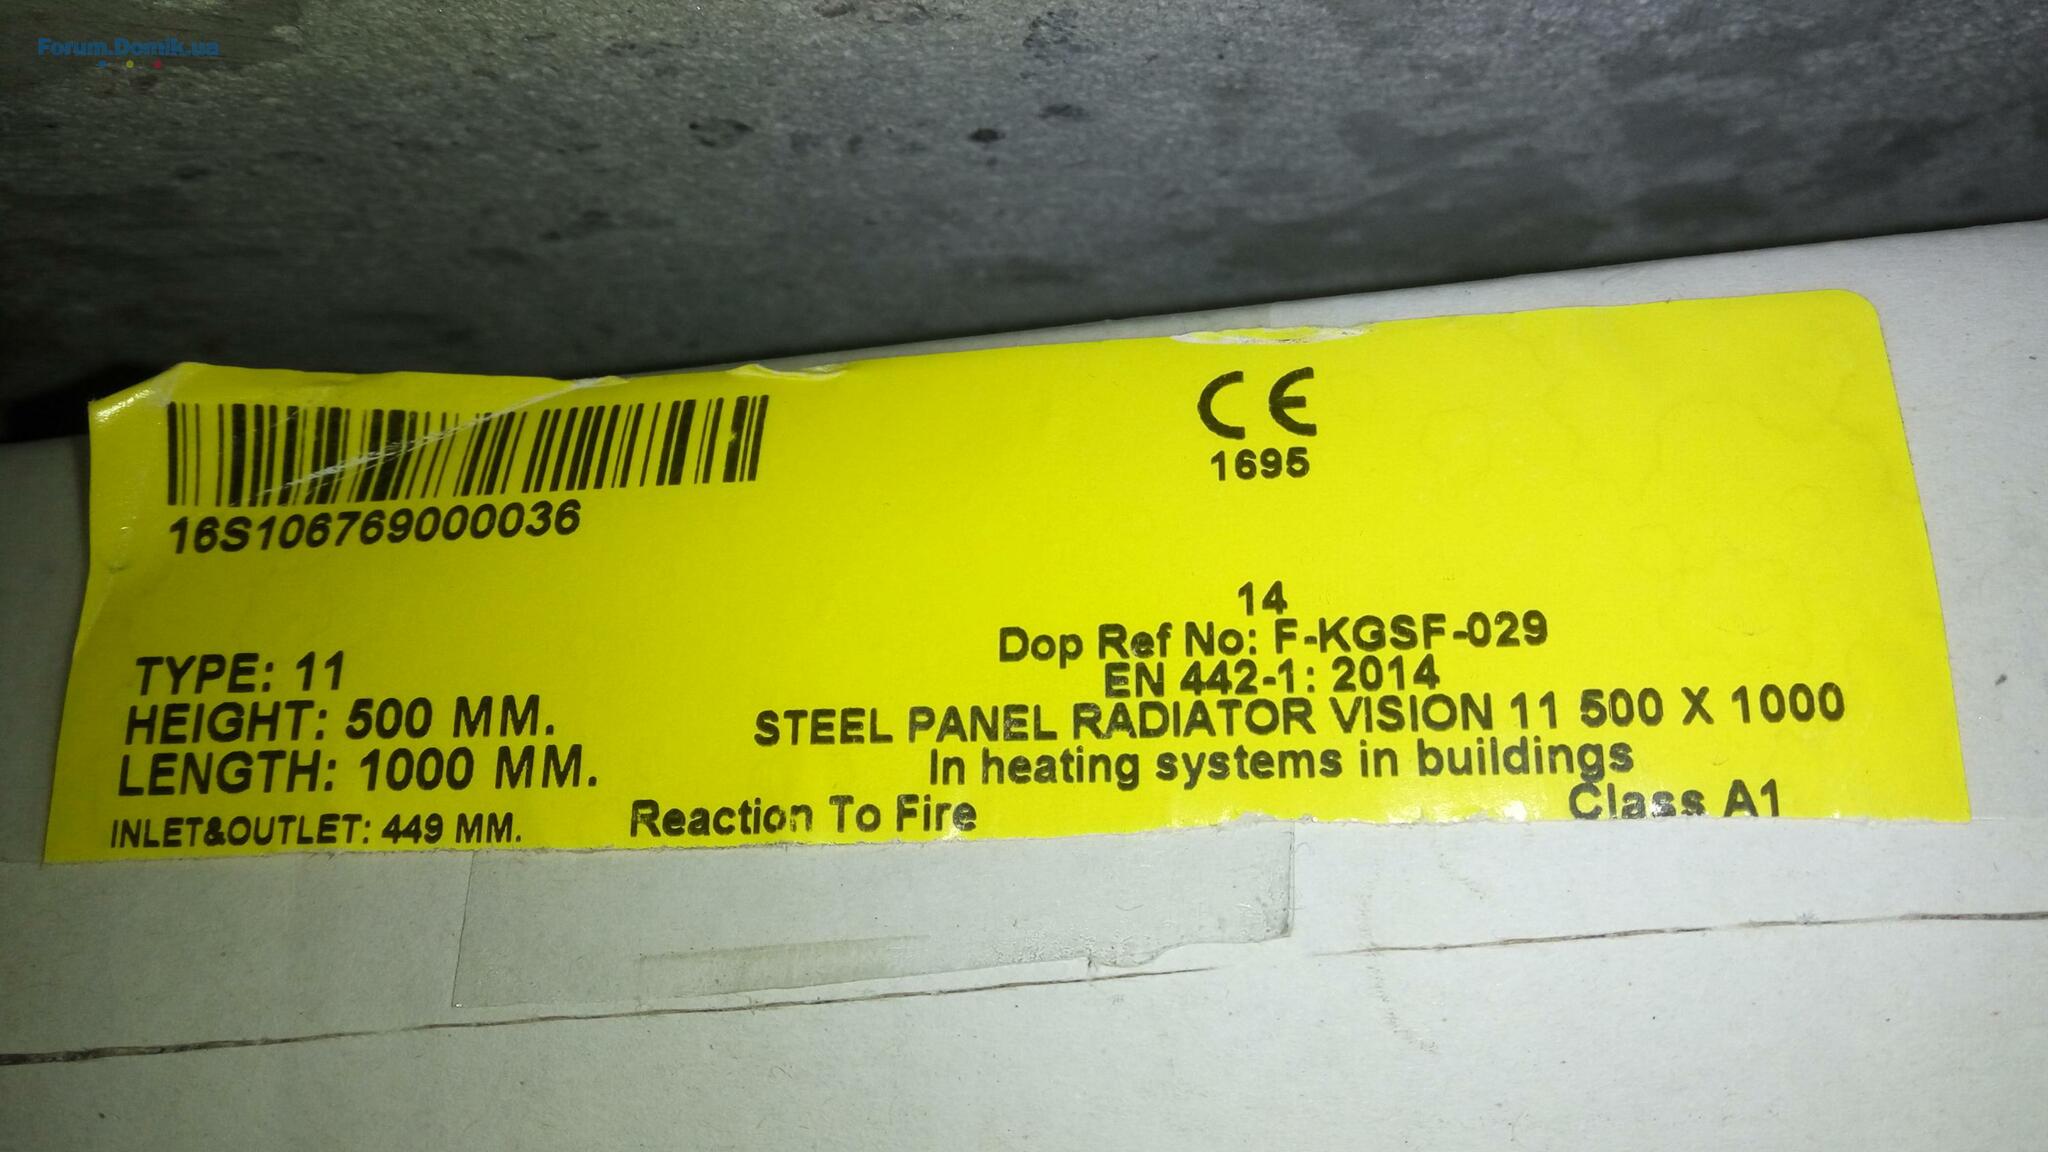 Forum.Domik.ua
CE
1695
16S106769000036
14
Dop Ref No: F-KGSF-029
EN 442-1: 2014
TYPE: 11
HEIGHT: 500 MM.
LENGTH: 1000 MM.
INLET&OUTLET: 449 MM.
STEEL PANEL RADIATOR VISION 11 500 X 1000
In heating systems in buildings
Reaction To Fire Class A1